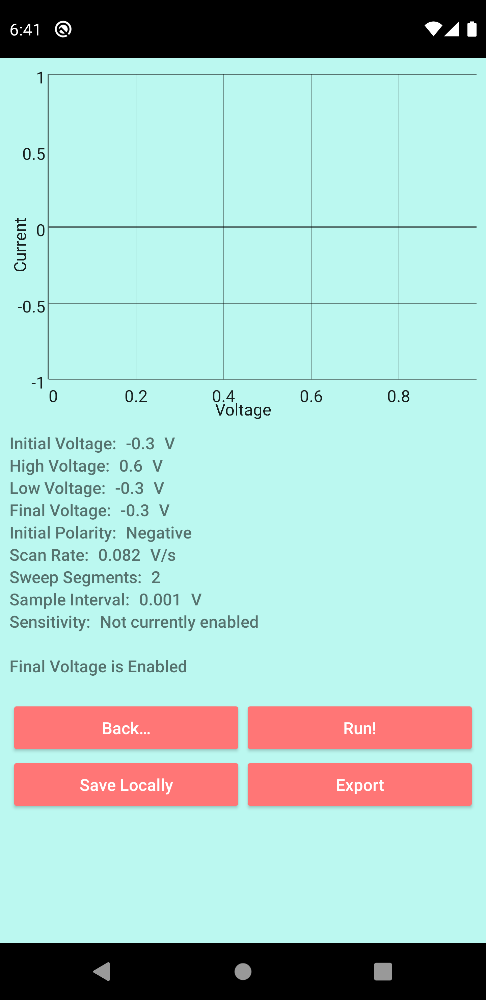 6:41
1
0.5
0
-0.5
-1
Current
0 0.2 0.4 0.6 0.8
Voltage
Initial Voltage: -0.3 V
High Voltage: 0.6 V
Low Voltage: -0.3 V
Final Voltage: -0.3 V
Initial Polarity: Negative
Scan Rate: 0.082 V/s
Sweep Segments: 2
Sample Interval: 0.001 V
Sensitivity: Not currently enabled
Final Voltage is Enabled
Back... Run!
Save Locally Export